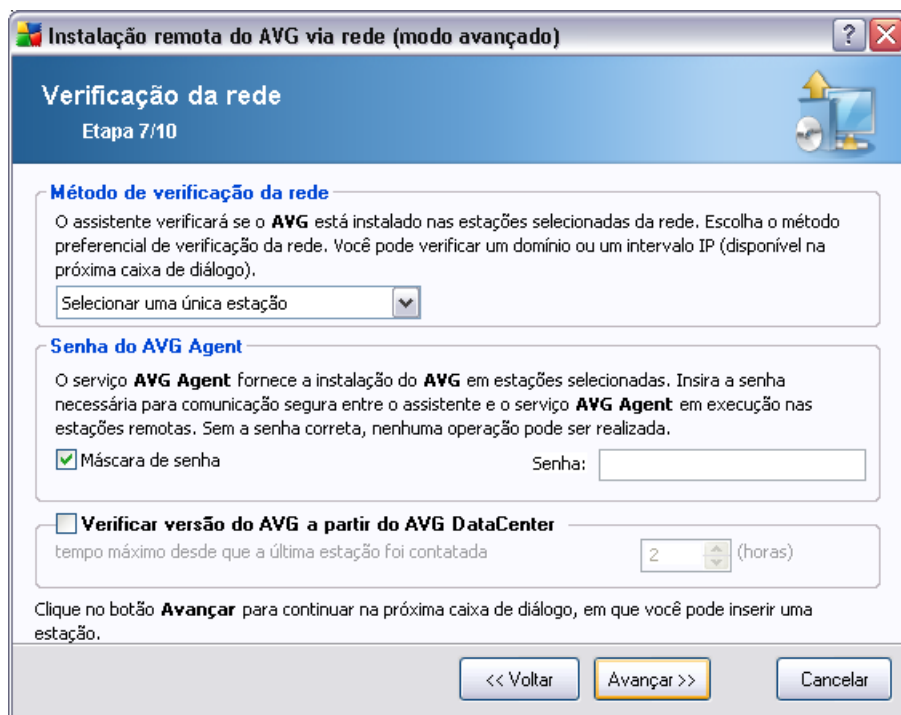 Instalação remota do AVG via rede (modo avançado)
Verificação da rede
Etapa 7/10
Método de verificação da rede
O assistente verificará se o AVG está instalado nas estações selecionadas da rede. Escolha o método
preferencial de verificação da rede. Você pode verificar um domínio ou um intervalo IP (disponível na
próxima caixa de diálogo).
Selecionar uma única estação
Senha do AVG Agent
O serviço AVG Agent fornece a instalação do AVG em estações selecionadas. Insira a senha
necessária para comunicação segura entre o assistente e o serviço AVG Agent em execução nas
estações remotas. Sem a senha correta, nenhuma operação pode ser realizada.
Máscara de senha Senha:
Verificar versão do AVG a partir do AVG DataCenter
tempo máximo desde que a última estação foi contatada 2 (horas)
Clique no botão Avançar para continuar na próxima caixa de diálogo, em que você pode inserir uma
estação.
<< Voltar Avançar >> Cancelar